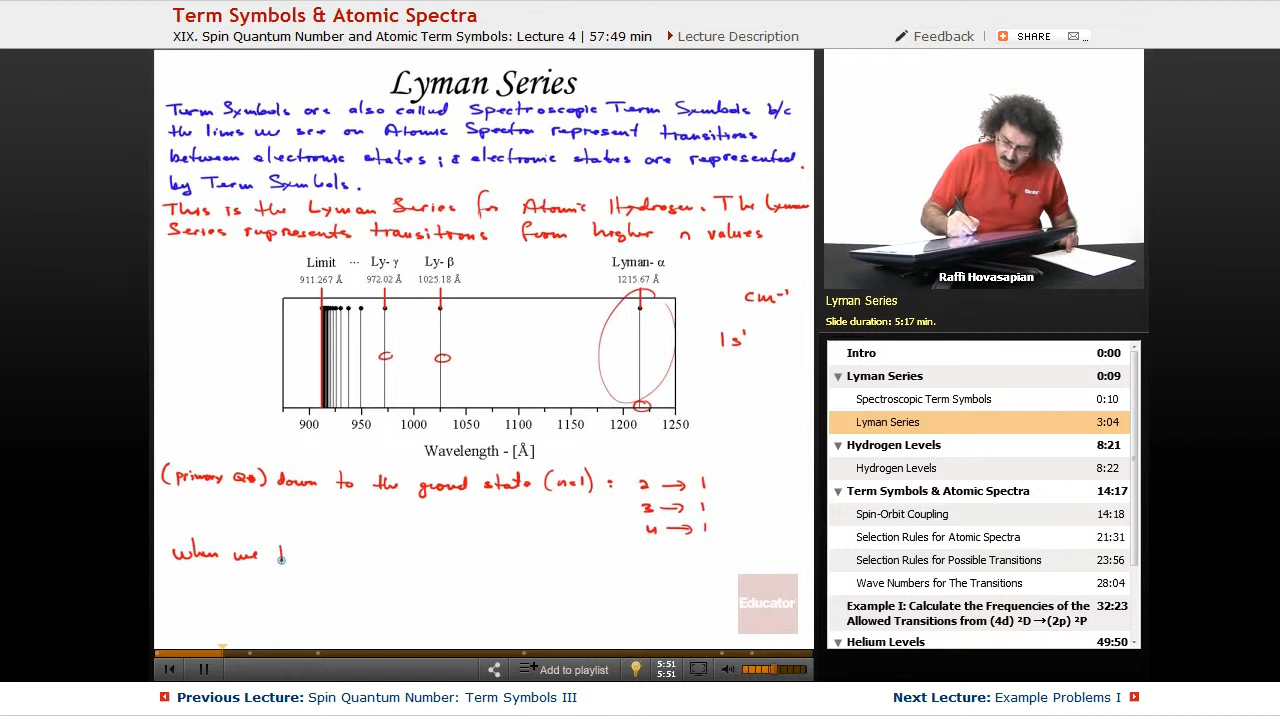 Term Symbols & Atomic Spectra
XIX. Spin Quantum Number and Atomic Term Symbols: Lecture 4 | 57:49 min
Lecture Description
Feedback
SHARE
Lyman Series
Term Symbols are also called Spectroscopic Term Symbols b/c
the lines we see on Atomic Spectra represent transitions
between electronic states ; & electronic states are represented
by Term Symbols.
This is the Lyman Series for Atomic Hydrogen. The Lyman
Series represents transitions from higher n values
Limit ... Ly- γ Ly- β Lyman- α
911.267 Å 972.02 Å 1025.18 Å 1215.67 Å
cm⁻¹
1s¹
900 950 1000 1050 1100 1150 1200 1250
Wavelength - [Å]
(primary Q#) down to the ground state (n=1) : 2 → 1
3 → 1
4 → 1
When we
Educator
Raffi Hovasapian
Lyman Series
Slide duration: 5:17 min.
Intro 0:00
Lyman Series 0:09
Spectroscopic Term Symbols 0:10
Lyman Series 3:04
Hydrogen Levels 8:21
Hydrogen Levels 8:22
Term Symbols & Atomic Spectra 14:17
Spin-Orbit Coupling 14:18
Selection Rules for Atomic Spectra 21:31
Selection Rules for Possible Transitions 23:56
Wave Numbers for The Transitions 28:04
Example I: Calculate the Frequencies of the 32:23
Allowed Transitions from (4d) ²D →(2p) ²P
Helium Levels 49:50
Add to playlist
5:51
5:51
Previous Lecture: Spin Quantum Number: Term Symbols III
Next Lecture: Example Problems I